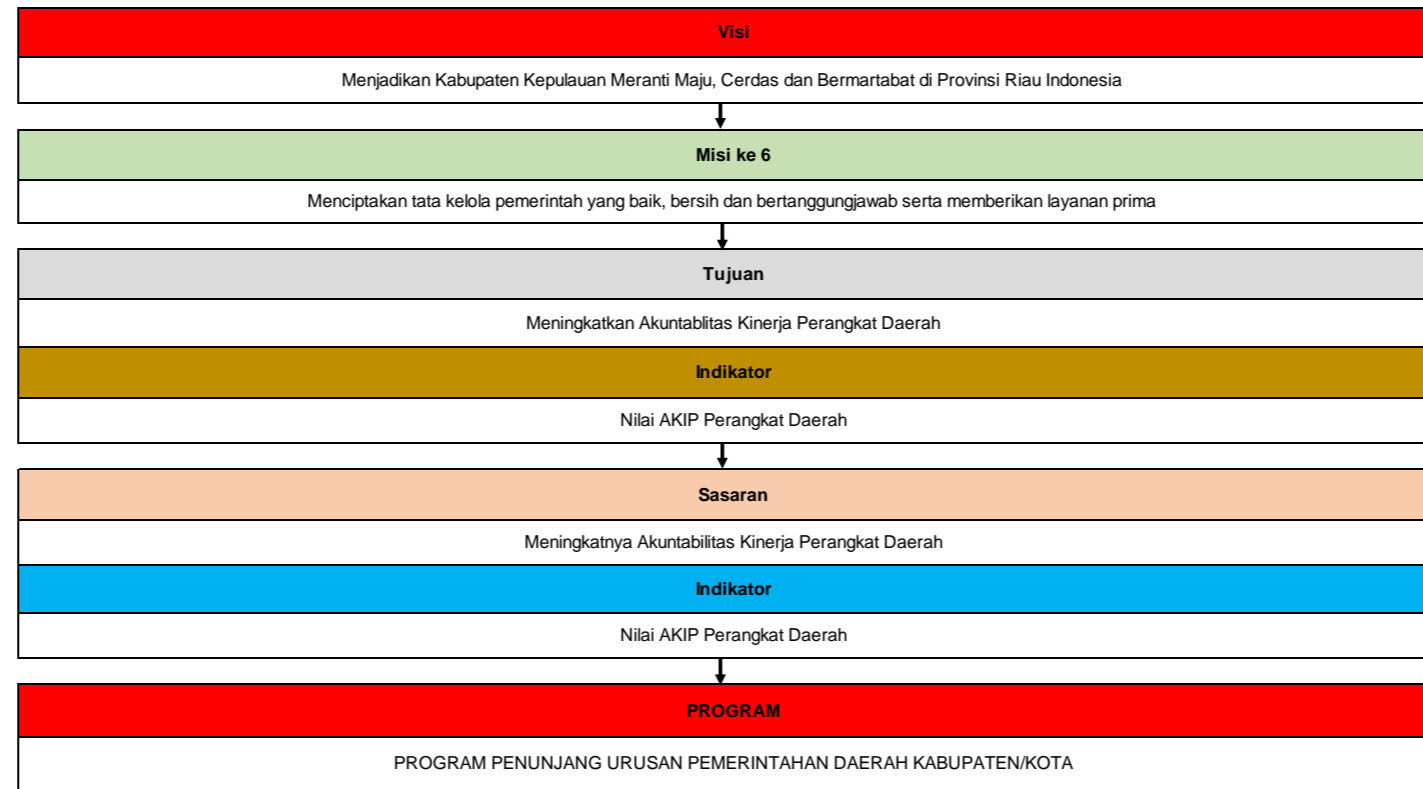 Visi
Menjadikan Kabupaten Kepulauan Meranti Maju, Cerdas dan Bermartabat di Provinsi Riau Indonesia
Misi ke 6
Menciptakan tata kelola pemerintah yang baik, bersih dan bertanggungjawab serta memberikan layanan prima
Tujuan
Meningkatkan Akuntablitas Kinerja Perangkat Daerah
Indikator
Nilai AKIP Perangkat Daerah
Sasaran
Meningkatnya Akuntabilitas Kinerja Perangkat Daerah
Indikator
Nilai AKIP Perangkat Daerah
PROGRAM
PROGRAM PENUNJANG URUSAN PEMERINTAHAN DAERAH KABUPATEN/KOTA